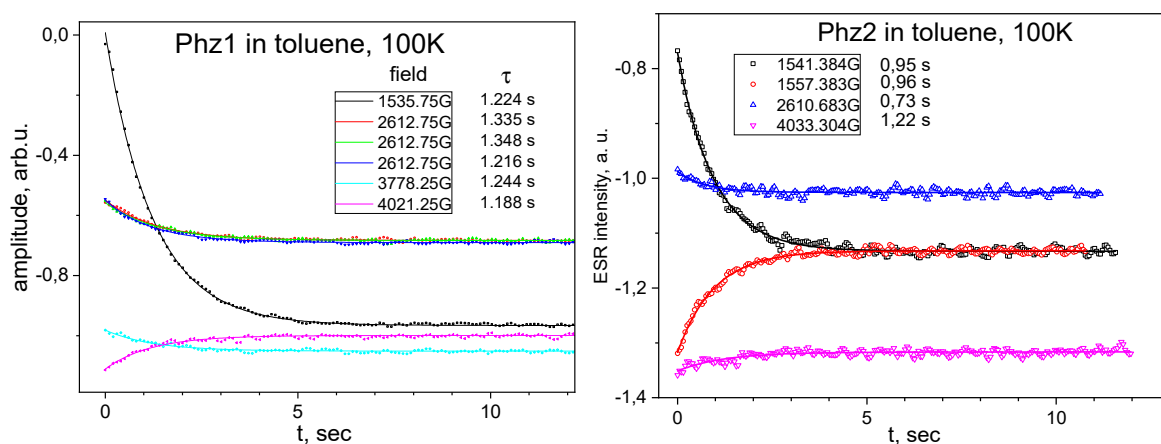 Phz1 in toluene, 100K
field τ
1535.75G 1.224 s
2612.75G 1.335 s
2612.75G 1.348 s
2612.75G 1.216 s
3778.25G 1.244 s
4021.25G 1.188 s
0,0
-0,4
-0,8
amplitude, arb.u.
0 5 10
t, sec
Phz2 in toluene, 100K
1541.384G 0,95 s
1557.383G 0,96 s
2610.683G 0,73 s
4033.304G 1,22 s
-0,8
-1,0
-1,2
-1,4
ESR intensity, a. u.
0 5 10
t, sec